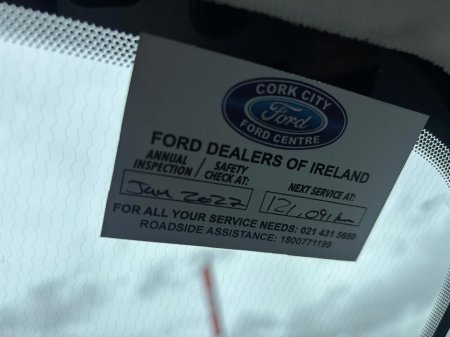 CORK CITY
Ford
FORD CENTRE
FORD DEALERS OF IRELAND
ANNUAL INSPECTION / SAFETY CHECK AT:
NEXT SERVICE AT:
Jan 2022
121,091km
FOR ALL YOUR SERVICE NEEDS: 021 431 5650
ROADSIDE ASSISTANCE: 1800771199